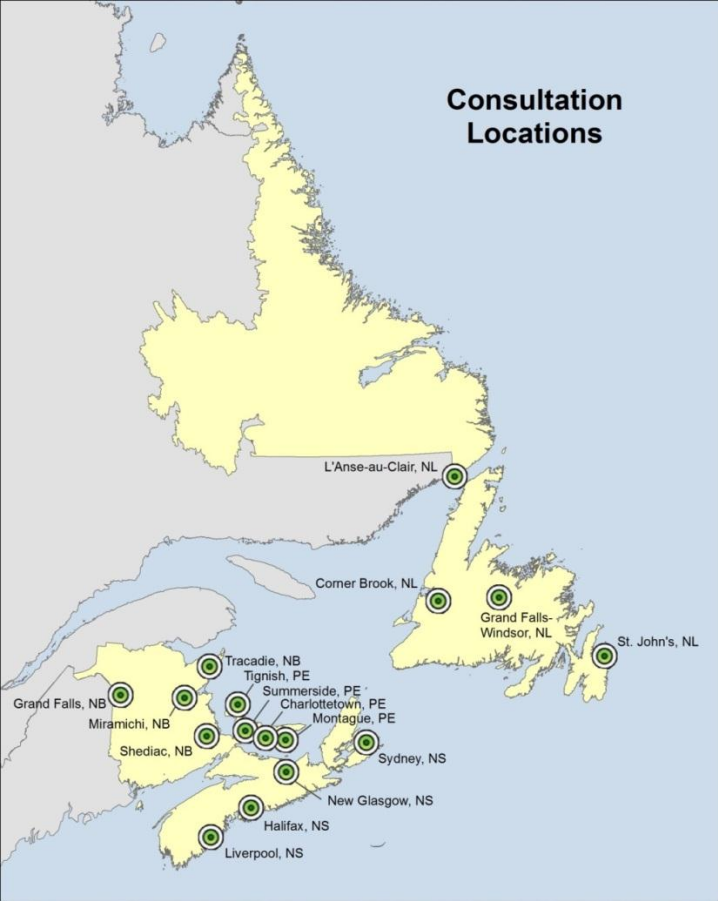 Consultation
Locations
L'Anse-au-Clair, NL
Corner Brook, NL
Grand Falls-
Windsor, NL
St. John's, NL
Tracadie, NB
Tignish, PE
Summerside, PE
Grand Falls, NB
Charlottetown, PE
Miramichi, NB
Montague, PE
Shediac, NB
Sydney, NS
New Glasgow, NS
Halifax, NS
Liverpool, NS